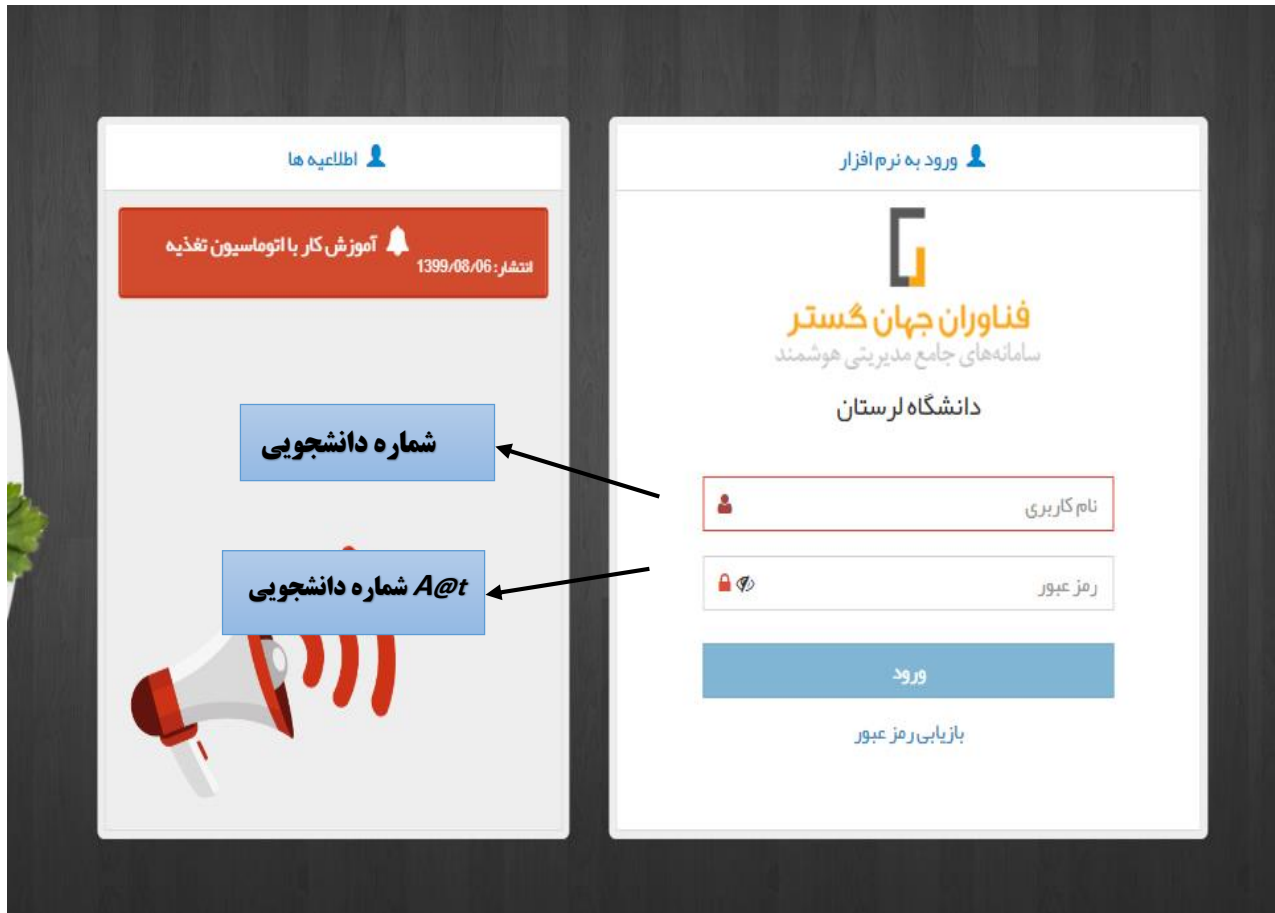 ورود به نرم افزار
فناوران جهان گستر
سامانه‌های جامع مدیریتی هوشمند
دانشگاه لرستان
نام کاربری
رمز عبور
ورود
بازیابی رمز عبور
اطلاعیه ها
آموزش کار با اتوماسیون تغذیه
انتشار: 1399/08/06
شماره دانشجویی
A@t شماره دانشجویی